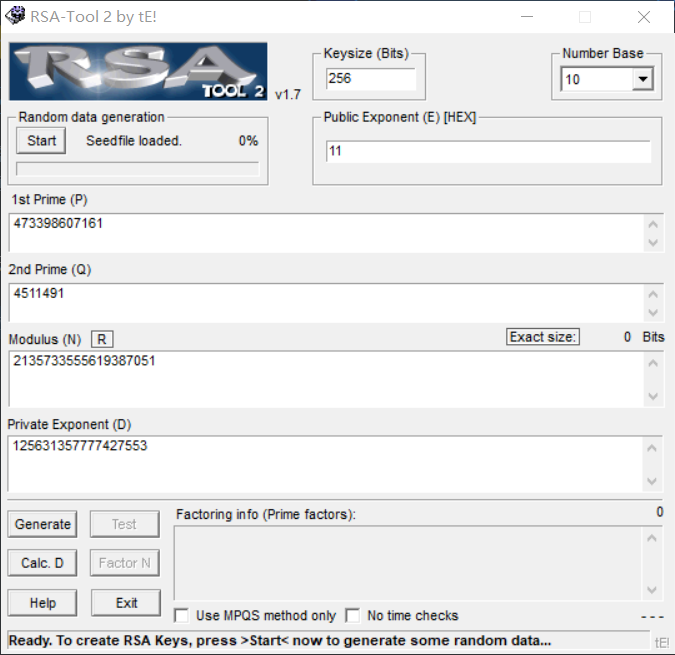 RSA-Tool 2 by tE!
RSA
TOOL 2
v1.7
Keysize (Bits)
256
Number Base
10
Random data generation
Start
Seedfile loaded.
0%
Public Exponent (E) [HEX]
11
1st Prime (P)
473398607161
2nd Prime (Q)
4511491
Modulus (N)
R
Exact size:
0
Bits
2135733555619387051
Private Exponent (D)
125631357777427553
Generate
Test
Calc. D
Factor N
Help
Exit
Factoring info (Prime factors):
0
Use MPQS method only
No time checks
---
Ready. To create RSA Keys, press >Start< now to generate some random data...
tE!